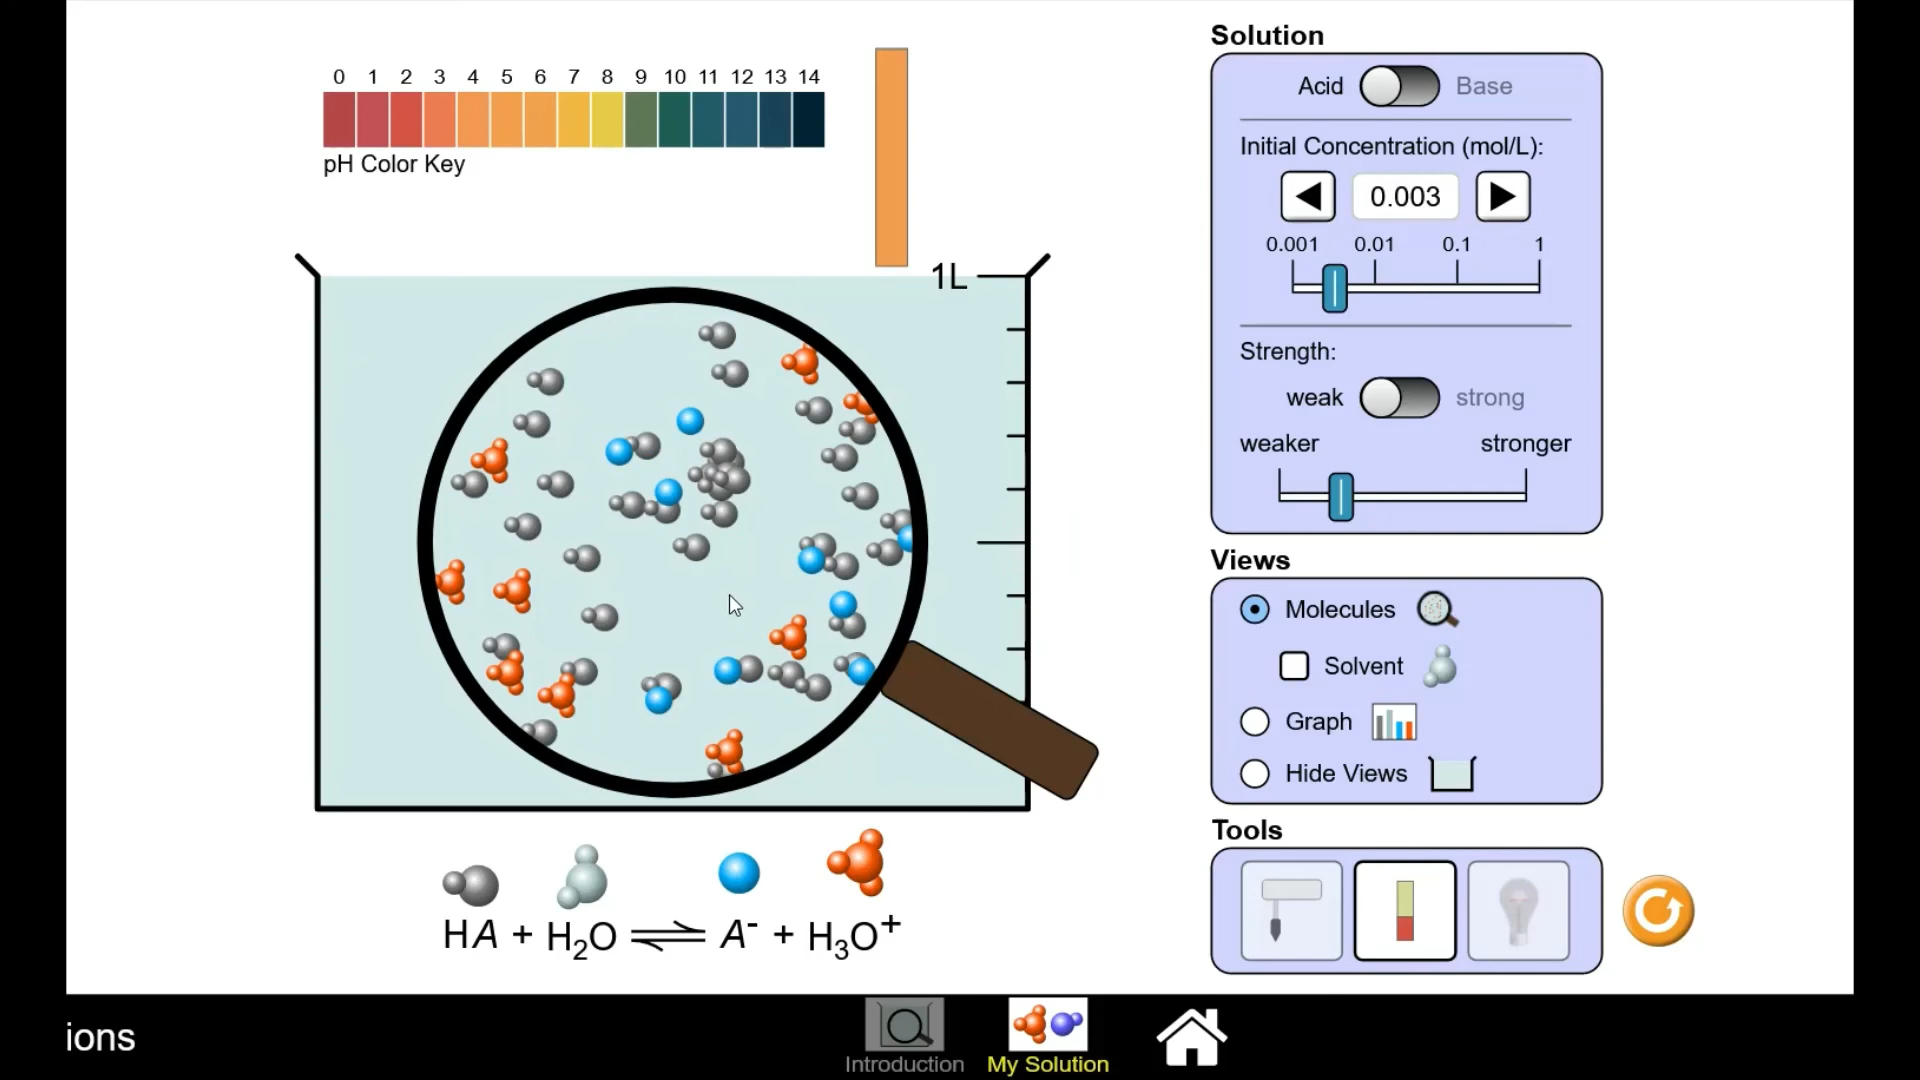 0 1 2 3 4 5 6 7 8 9 10 11 12 13 14
pH Color Key
1L
HA + H₂O ⇌ A⁻ + H₃O⁺
Solution
Acid Base
Initial Concentration (mol/L):
0.003
0.001 0.01 0.1 1
Strength:
weak strong
weaker stronger
Views
Molecules
Solvent
Graph
Hide Views
Tools
ions
Introduction
My Solution